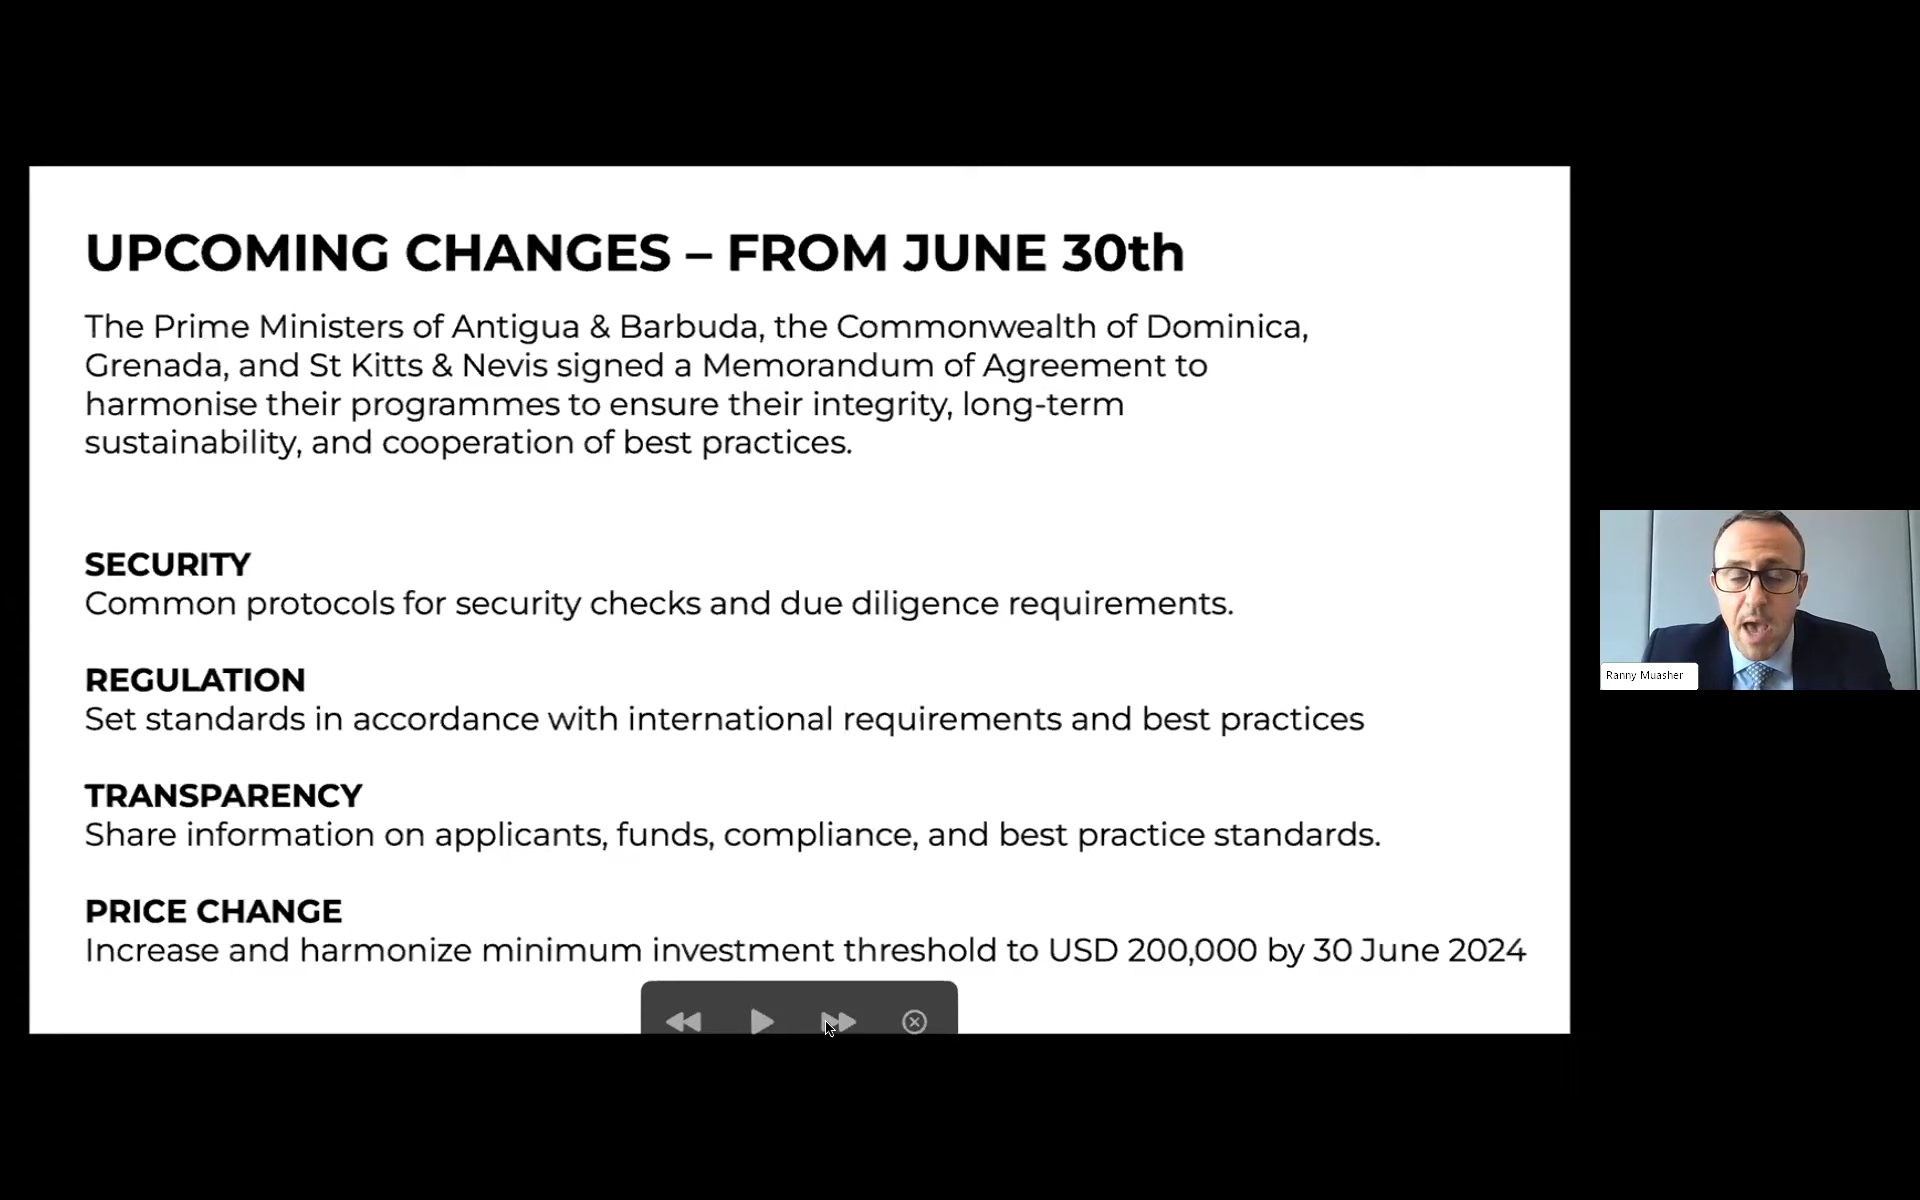 UPCOMING CHANGES – FROM JUNE 30th
The Prime Ministers of Antigua & Barbuda, the Commonwealth of Dominica,
Grenada, and St Kitts & Nevis signed a Memorandum of Agreement to
harmonise their programmes to ensure their integrity, long-term
sustainability, and cooperation of best practices.
SECURITY
Common protocols for security checks and due diligence requirements.
REGULATION
Set standards in accordance with international requirements and best practices
TRANSPARENCY
Share information on applicants, funds, compliance, and best practice standards.
PRICE CHANGE
Increase and harmonize minimum investment threshold to USD 200,000 by 30 June 2024
Ranny Muasher